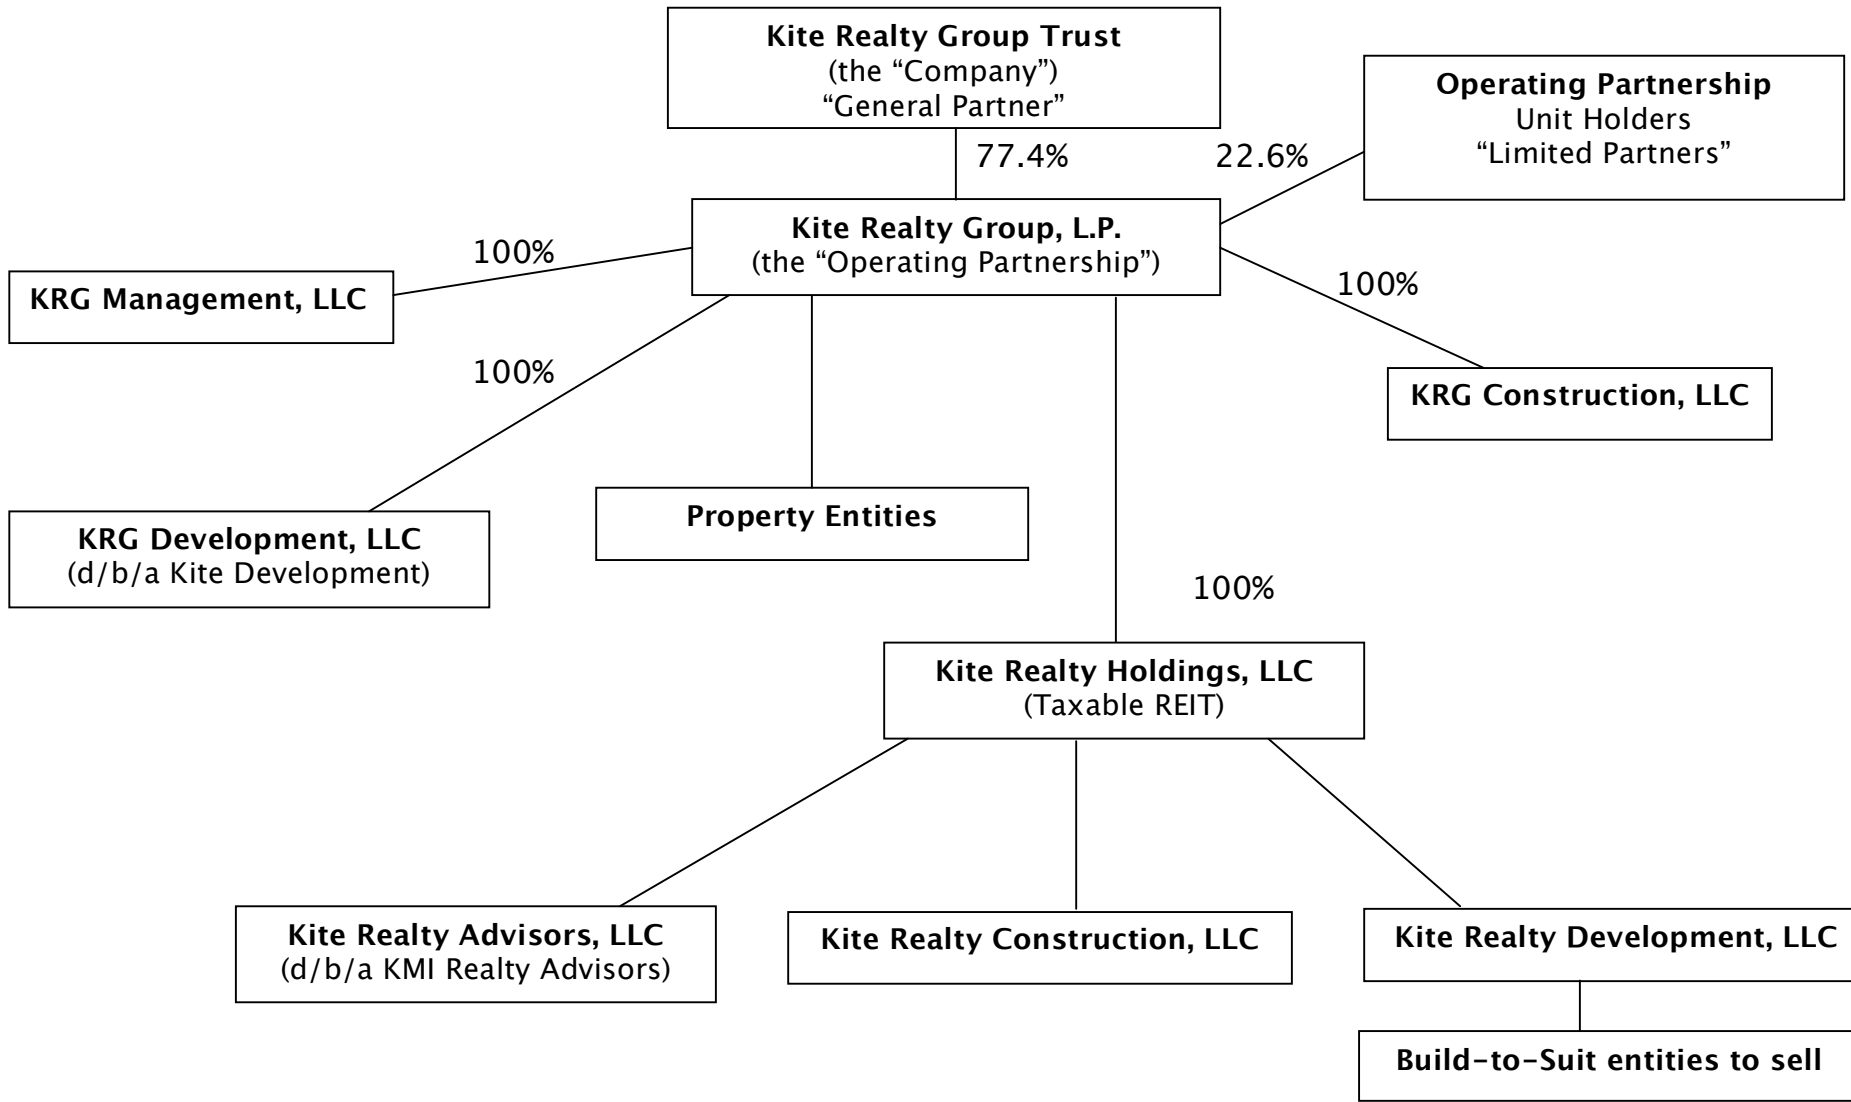 Kite Realty Group Trust
(the “Company”)
“General Partner”
Operating Partnership
Unit Holders
“Limited Partners”
77.4%
22.6%
Kite Realty Group, L.P.
(the “Operating Partnership”)
100%
KRG Management, LLC
100%
KRG Construction, LLC
100%
Property Entities
KRG Development, LLC
(d/b/a Kite Development)
100%
Kite Realty Holdings, LLC
(Taxable REIT)
Kite Realty Advisors, LLC
(d/b/a KMI Realty Advisors)
Kite Realty Construction, LLC
Kite Realty Development, LLC
Build-to-Suit entities to sell